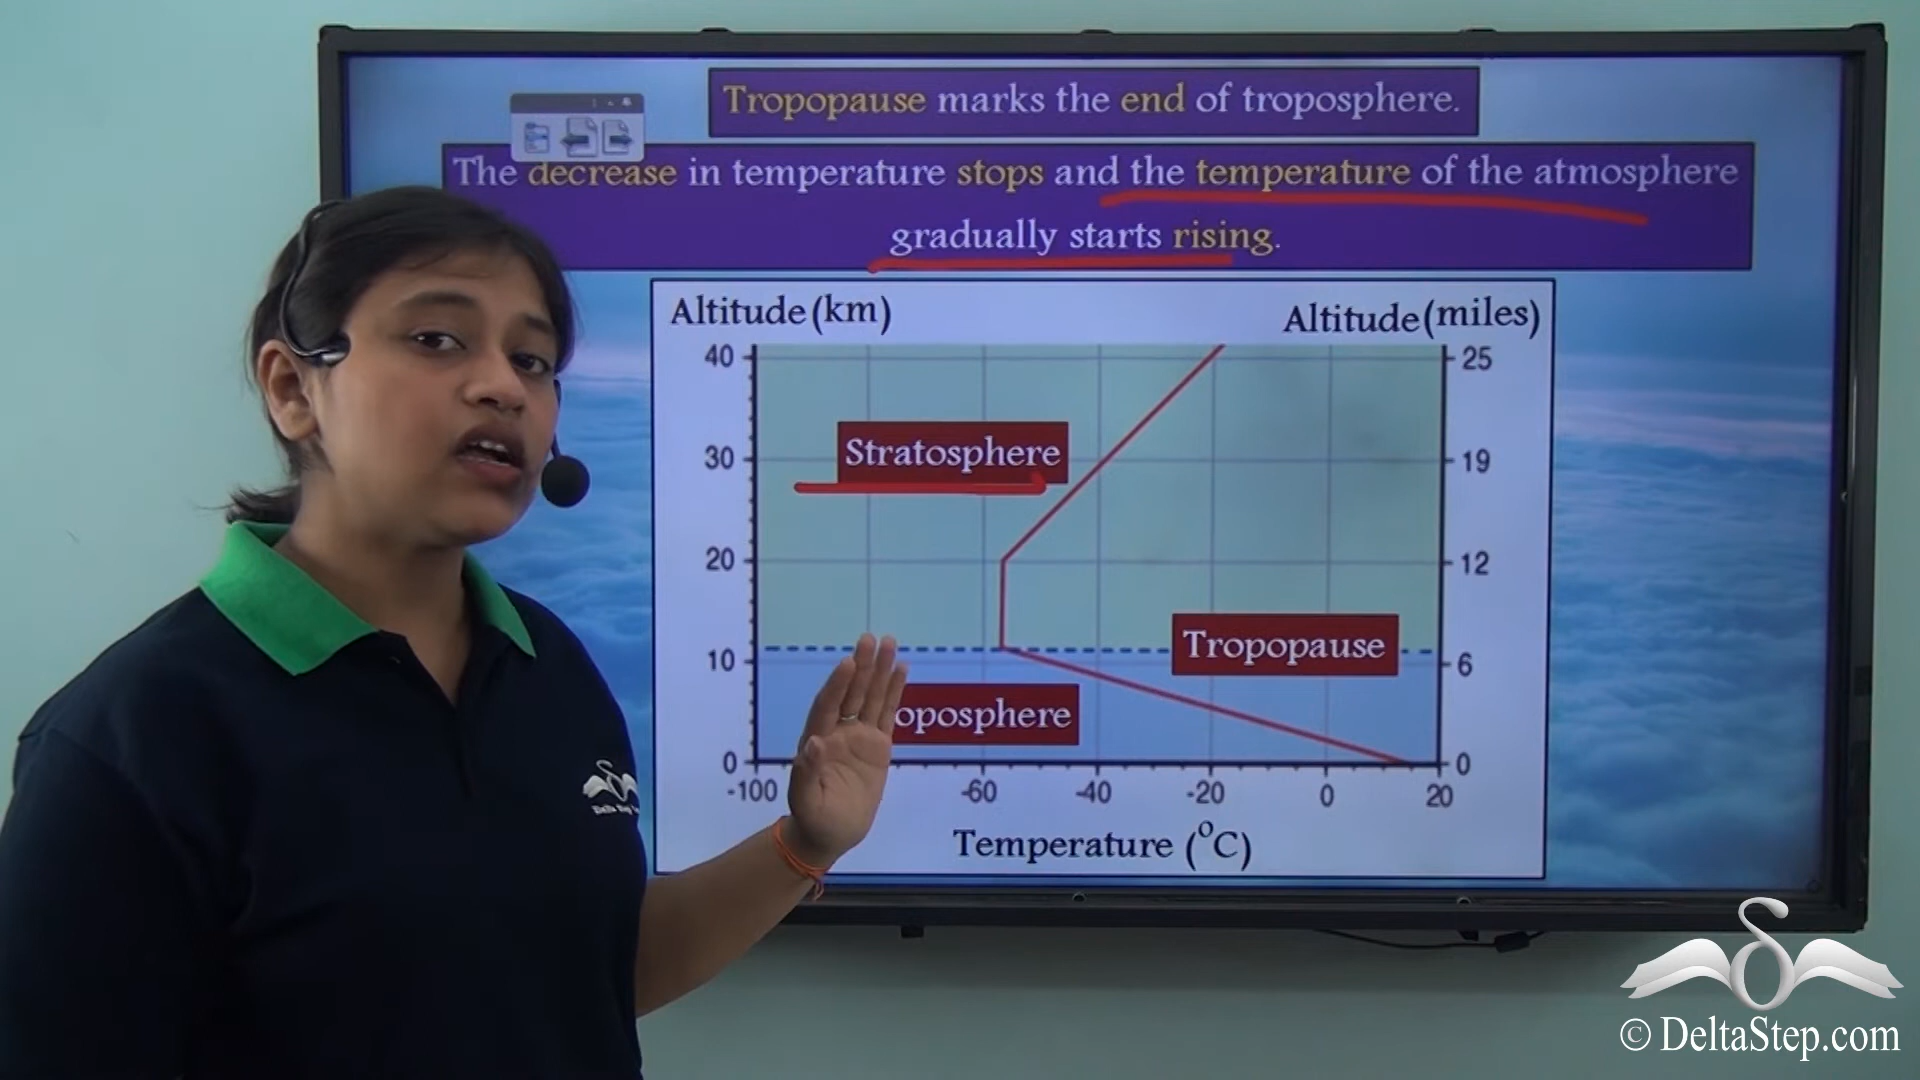 Tropopause marks the end of troposphere.
The decrease in temperature stops and the temperature of the atmosphere
gradually starts rising.
Altitude (km)
Altitude (miles)
40
25
Stratosphere
30
19
20
12
Tropopause
10
6
oposphere
0
0
-100
-60
-40
-20
0
20
Temperature (°C)
© DeltaStep.com